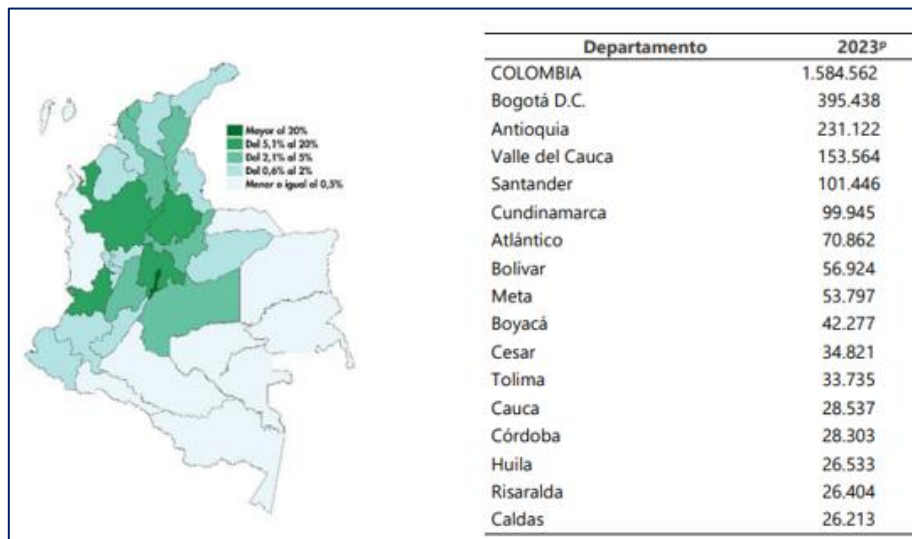 Mayor al 20%
Del 5,1% al 20%
Del 2,1% al 5%
Del 0,6% al 2%
Menor o igual al 0,5%
Departamento 2023ᵖ
COLOMBIA 1.584.562
Bogotá D.C. 395.438
Antioquia 231.122
Valle del Cauca 153.564
Santander 101.446
Cundinamarca 99.945
Atlántico 70.862
Bolívar 56.924
Meta 53.797
Boyacá 42.277
Cesar 34.821
Tolima 33.735
Cauca 28.537
Córdoba 28.303
Huila 26.533
Risaralda 26.404
Caldas 26.213